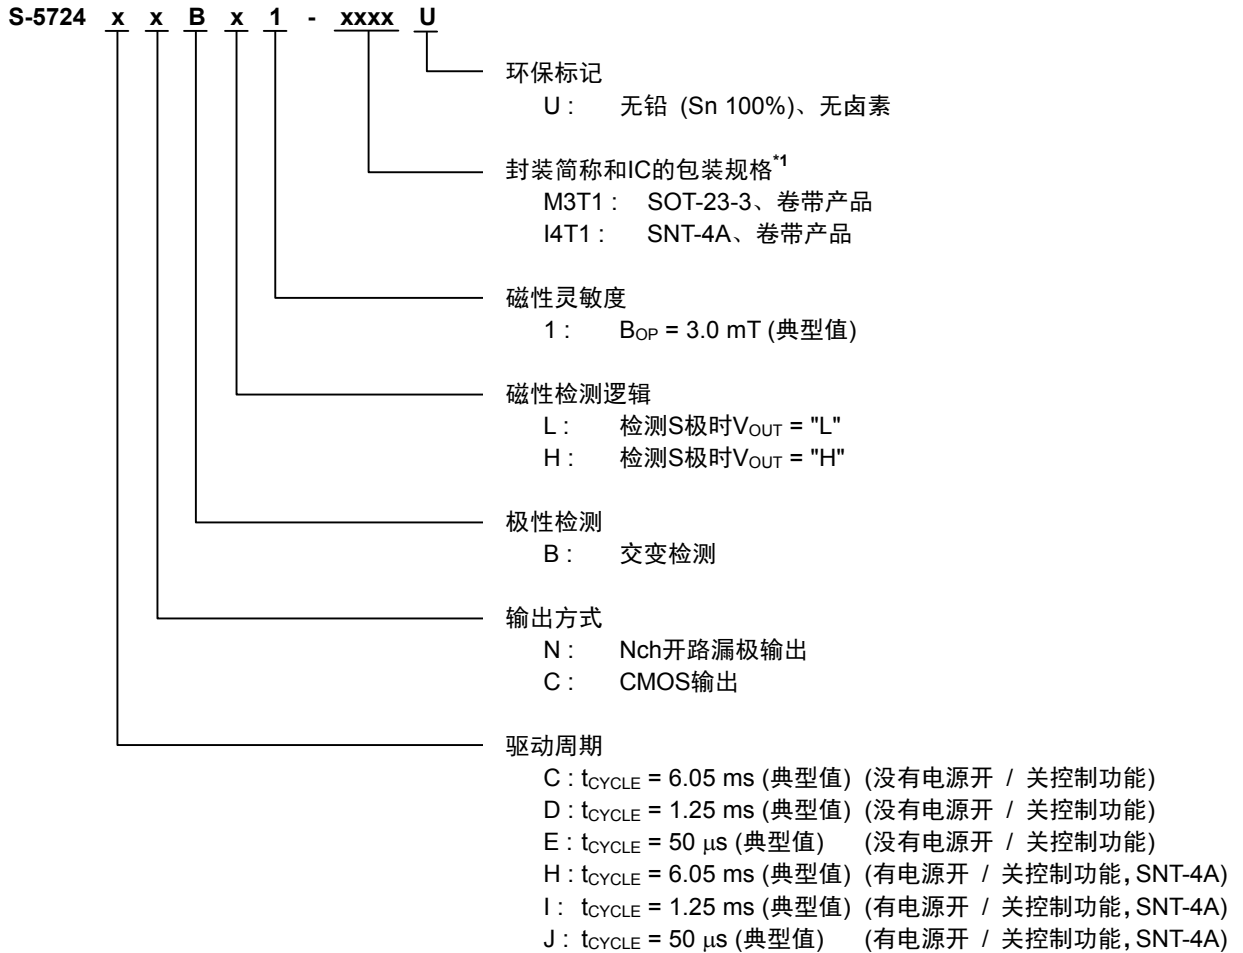 S-5724 x x B x 1 - xxxx U
环保标记
U : 无铅 (Sn 100%)、无卤素
封装简称和IC的包装规格*1
M3T1 : SOT-23-3、卷带产品
I4T1 : SNT-4A、卷带产品
磁性灵敏度
1 : BOP = 3.0 mT (典型值)
磁性检测逻辑
L : 检测S极时VOUT = "L"
H : 检测S极时VOUT = "H"
极性检测
B : 交变检测
输出方式
N : Nch开路漏极输出
C : CMOS输出
驱动周期
C : tCYCLE = 6.05 ms (典型值) (没有电源开 / 关控制功能)
D : tCYCLE = 1.25 ms (典型值) (没有电源开 / 关控制功能)
E : tCYCLE = 50 μs (典型值) (没有电源开 / 关控制功能)
H : tCYCLE = 6.05 ms (典型值) (有电源开 / 关控制功能, SNT-4A)
I : tCYCLE = 1.25 ms (典型值) (有电源开 / 关控制功能, SNT-4A)
J : tCYCLE = 50 μs (典型值) (有电源开 / 关控制功能, SNT-4A)